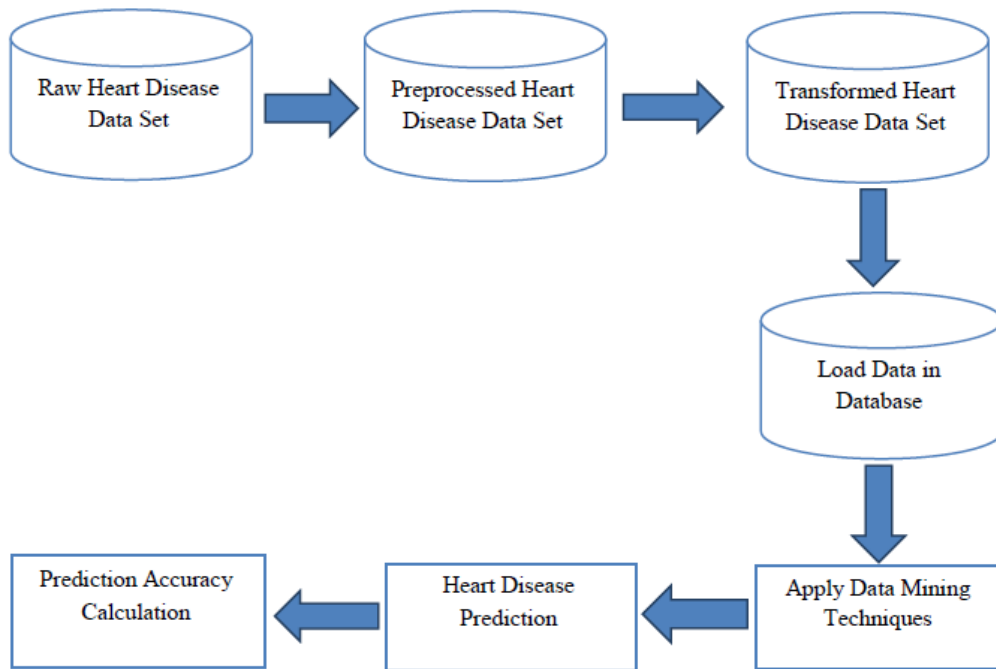 Raw Heart Disease
Data Set
Preprocessed Heart
Disease Data Set
Transformed Heart
Disease Data Set
Load Data in
Database
Apply Data Mining
Techniques
Heart Disease
Prediction
Prediction Accuracy
Calculation